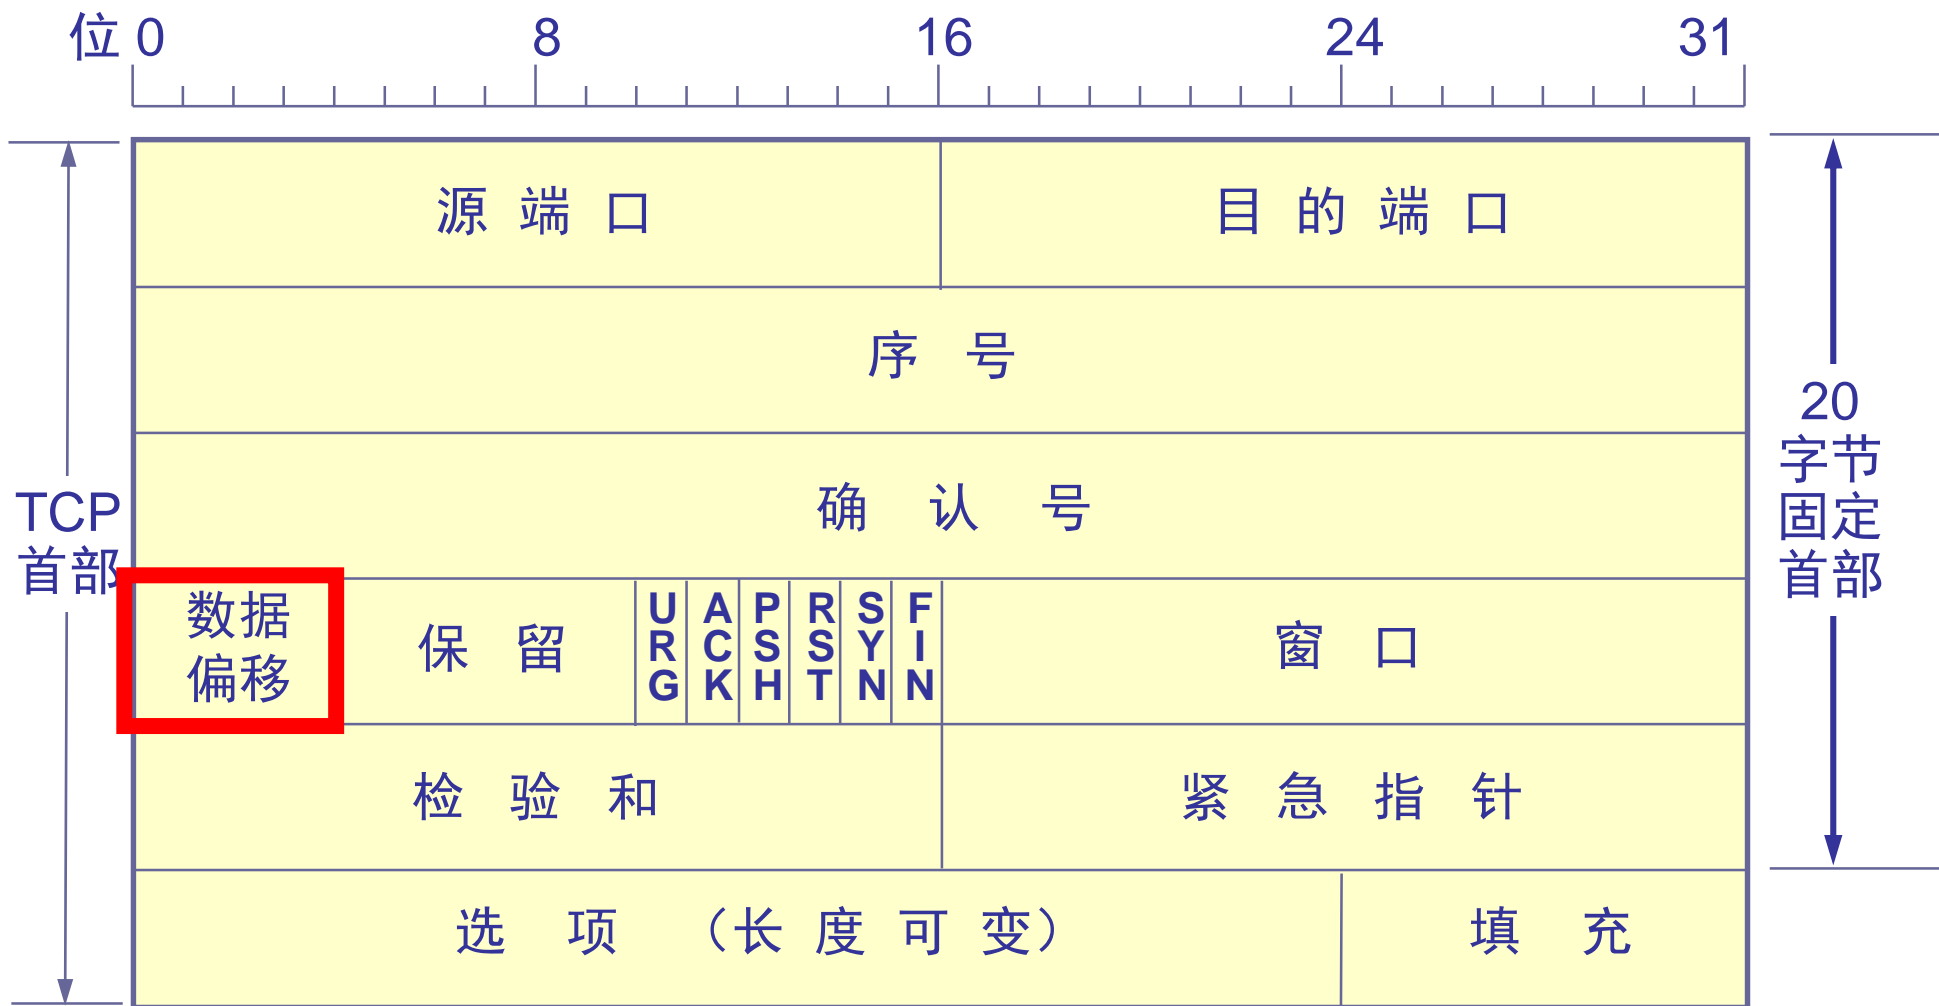 位 0 8 16 24 31
源 端 口
目 的 端 口
序 号
确 认 号
TCP
首部
20
字节
固定
首部
数据
偏移
保 留
URG
ACK
PSH
RST
SYN
FIN
窗 口
检 验 和
紧 急 指 针
选 项 （长 度 可 变）
填 充